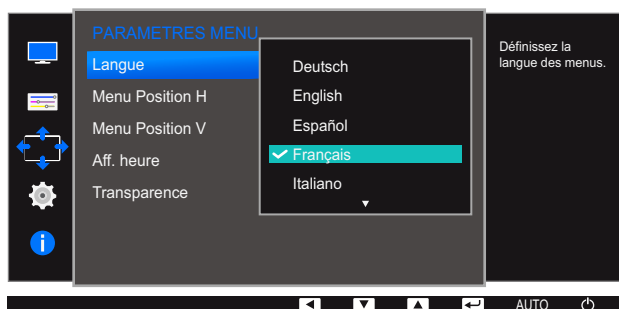 PARAMETRES MENU
Langue
Menu Position H
Menu Position V
Aff. heure
Transparence
Deutsch
English
Español
Français
Italiano
Définissez la
langue des menus.
AUTO